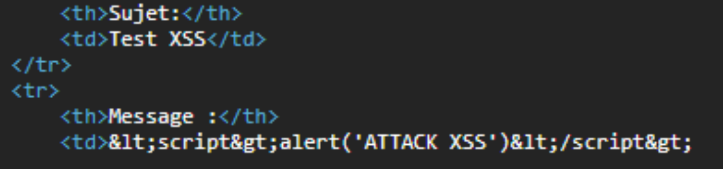 <th>Sujet:</th>
<td>Test XSS</td>
</tr>
<tr>
<th>Message :</th>
<td>&lt;script&gt;alert('ATTACK XSS')&lt;/script&gt;